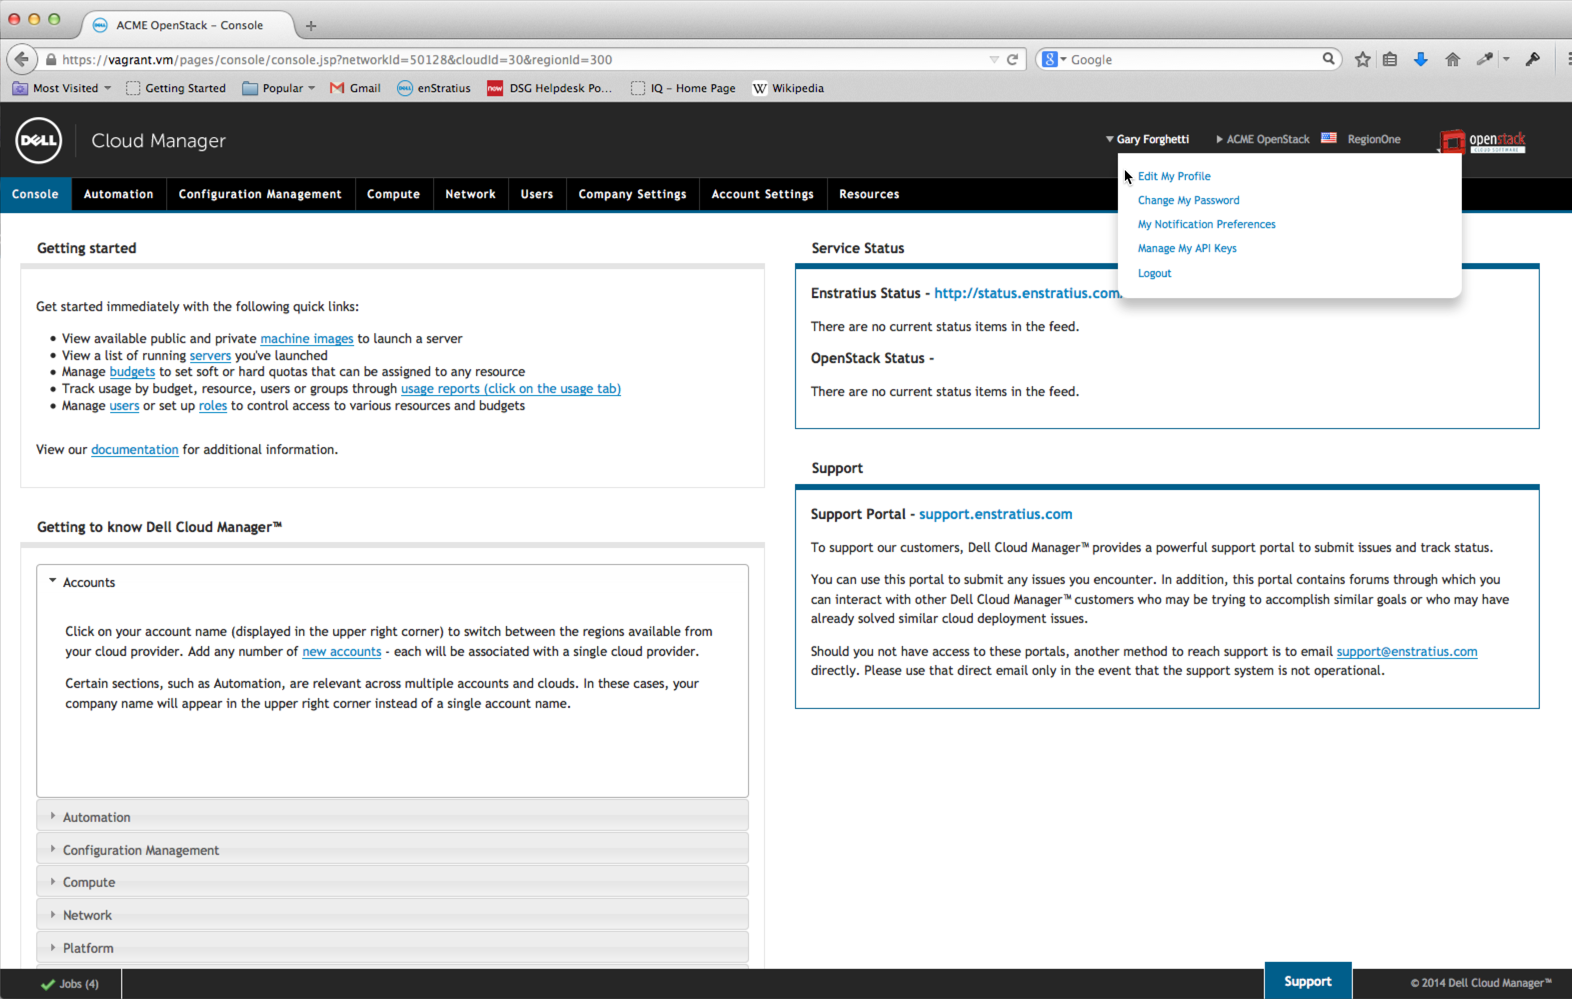 ACME OpenStack - Console
https://vagrant.vm/pages/console/console.jsp?networkId=50128&cloudId=30&regionId=300
Google
Most Visited
Getting Started
Popular
Gmail
enStratius
DSG Helpdesk Po...
IQ - Home Page
Wikipedia
DELL
Cloud Manager
Gary Forghetti
ACME OpenStack
RegionOne
openstack
CLOUD SOFTWARE
Console
Automation
Configuration Management
Compute
Network
Users
Company Settings
Account Settings
Resources
Edit My Profile
Change My Password
My Notification Preferences
Manage My API Keys
Logout
Getting started
Get started immediately with the following quick links:
• View available public and private machine images to launch a server
• View a list of running servers you've launched
• Manage budgets to set soft or hard quotas that can be assigned to any resource
• Track usage by budget, resource, users or groups through usage reports (click on the usage tab)
• Manage users or set up roles to control access to various resources and budgets
View our documentation for additional information.
Getting to know Dell Cloud Manager™
Accounts
Click on your account name (displayed in the upper right corner) to switch between the regions available from
your cloud provider. Add any number of new accounts - each will be associated with a single cloud provider.
Certain sections, such as Automation, are relevant across multiple accounts and clouds. In these cases, your
company name will appear in the upper right corner instead of a single account name.
Automation
Configuration Management
Compute
Network
Platform
Service Status
Enstratius Status - http://status.enstratius.com.
There are no current status items in the feed.
OpenStack Status -
There are no current status items in the feed.
Support
Support Portal - support.enstratius.com
To support our customers, Dell Cloud Manager™ provides a powerful support portal to submit issues and track status.
You can use this portal to submit any issues you encounter. In addition, this portal contains forums through which you
can interact with other Dell Cloud Manager™ customers who may be trying to accomplish similar goals or who may have
already solved similar cloud deployment issues.
Should you not have access to these portals, another method to reach support is to email support@enstratius.com
directly. Please use that direct email only in the event that the support system is not operational.
Jobs (4)
Support
© 2014 Dell Cloud Manager™